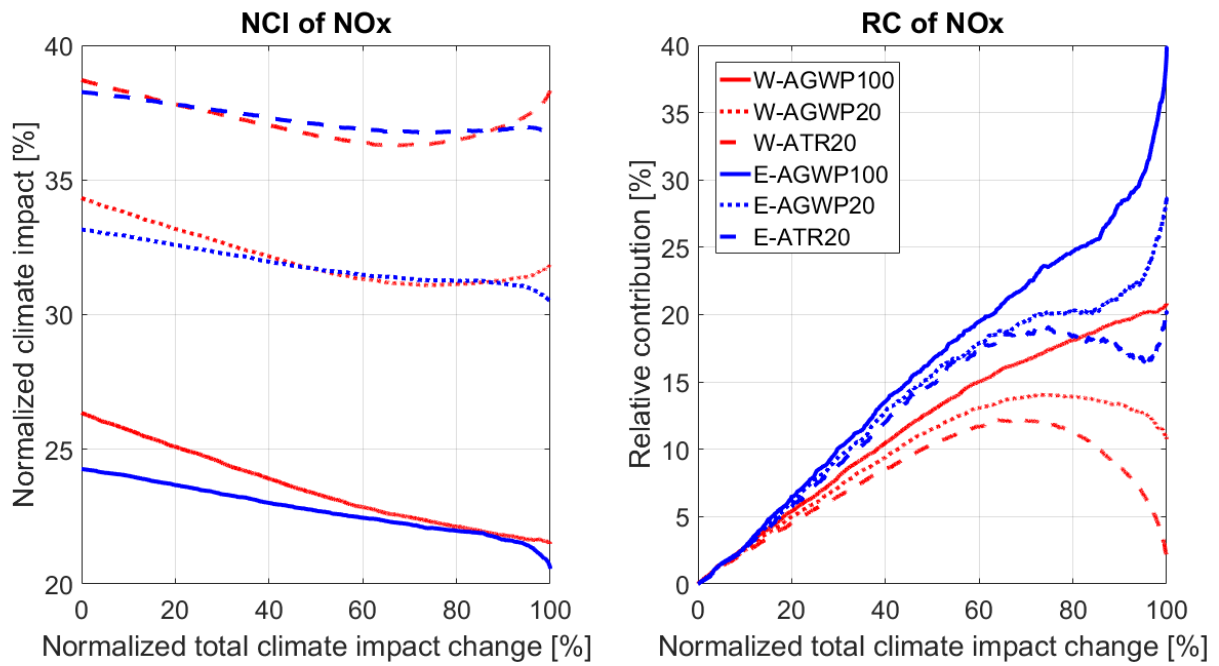 NCI of NOx
40
35
30
25
20
0
20
40
60
80
100
Normalized climate impact [%]
Normalized total climate impact change [%]
RC of NOx
40
35
30
25
20
15
10
5
0
0
20
40
60
80
100
Relative contribution [%]
Normalized total climate impact change [%]
W-AGWP100
W-AGWP20
W-ATR20
E-AGWP100
E-AGWP20
E-ATR20